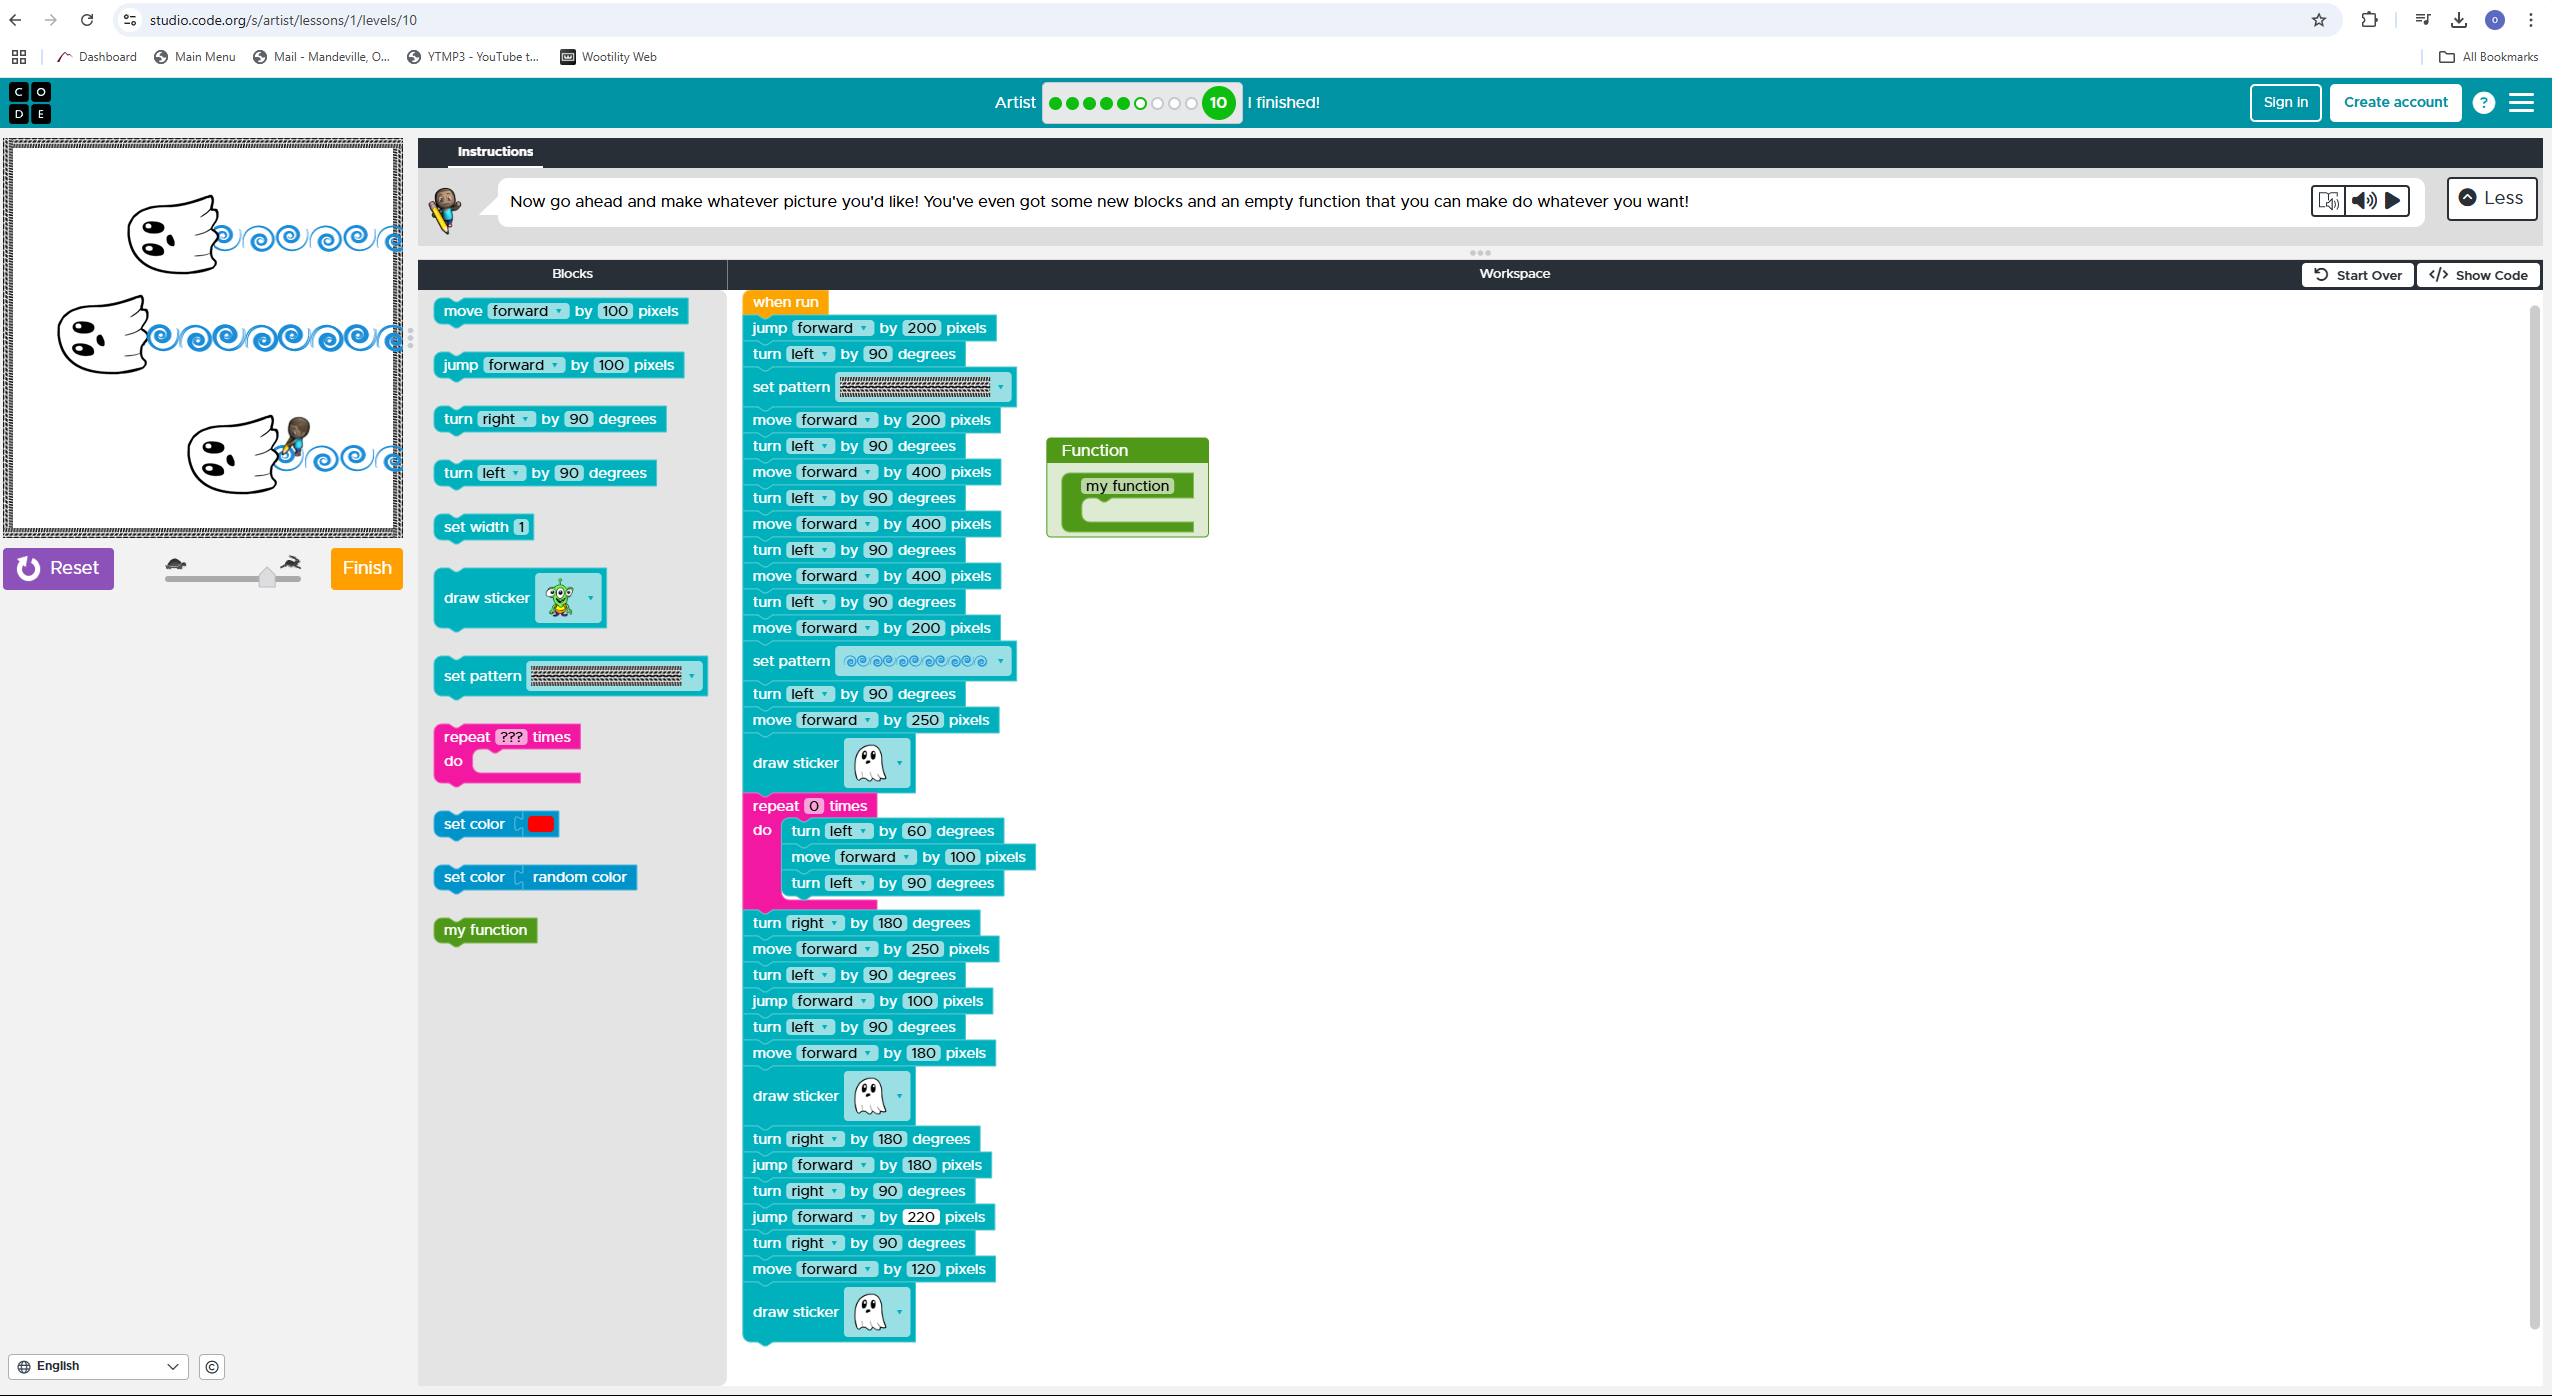 studio.code.org/s/artist/lessons/1/levels/10
Dashboard
Main Menu
Mail - Mandeville, O...
YTMP3 - YouTube t...
Wootility Web
All Bookmarks
C O
D E
Artist
10
I finished!
Sign in
Create account
?
Instructions
Now go ahead and make whatever picture you'd like! You've even got some new blocks and an empty function that you can make do whatever you want!
Less
Blocks
Workspace
Start Over
Show Code
Reset
Finish
move forward by 100 pixels
jump forward by 100 pixels
turn right by 90 degrees
turn left by 90 degrees
set width 1
draw sticker
set pattern
repeat ??? times
do
set color
set color random color
my function
when run
jump forward by 200 pixels
turn left by 90 degrees
set pattern
move forward by 200 pixels
turn left by 90 degrees
move forward by 400 pixels
turn left by 90 degrees
move forward by 400 pixels
turn left by 90 degrees
move forward by 400 pixels
turn left by 90 degrees
move forward by 200 pixels
set pattern
turn left by 90 degrees
move forward by 250 pixels
draw sticker
repeat 0 times
do turn left by 60 degrees
move forward by 100 pixels
turn left by 90 degrees
turn right by 180 degrees
move forward by 250 pixels
turn left by 90 degrees
jump forward by 100 pixels
turn left by 90 degrees
move forward by 180 pixels
draw sticker
turn right by 180 degrees
jump forward by 180 pixels
turn right by 90 degrees
jump forward by 220 pixels
turn right by 90 degrees
move forward by 120 pixels
draw sticker
Function
my function
English
©